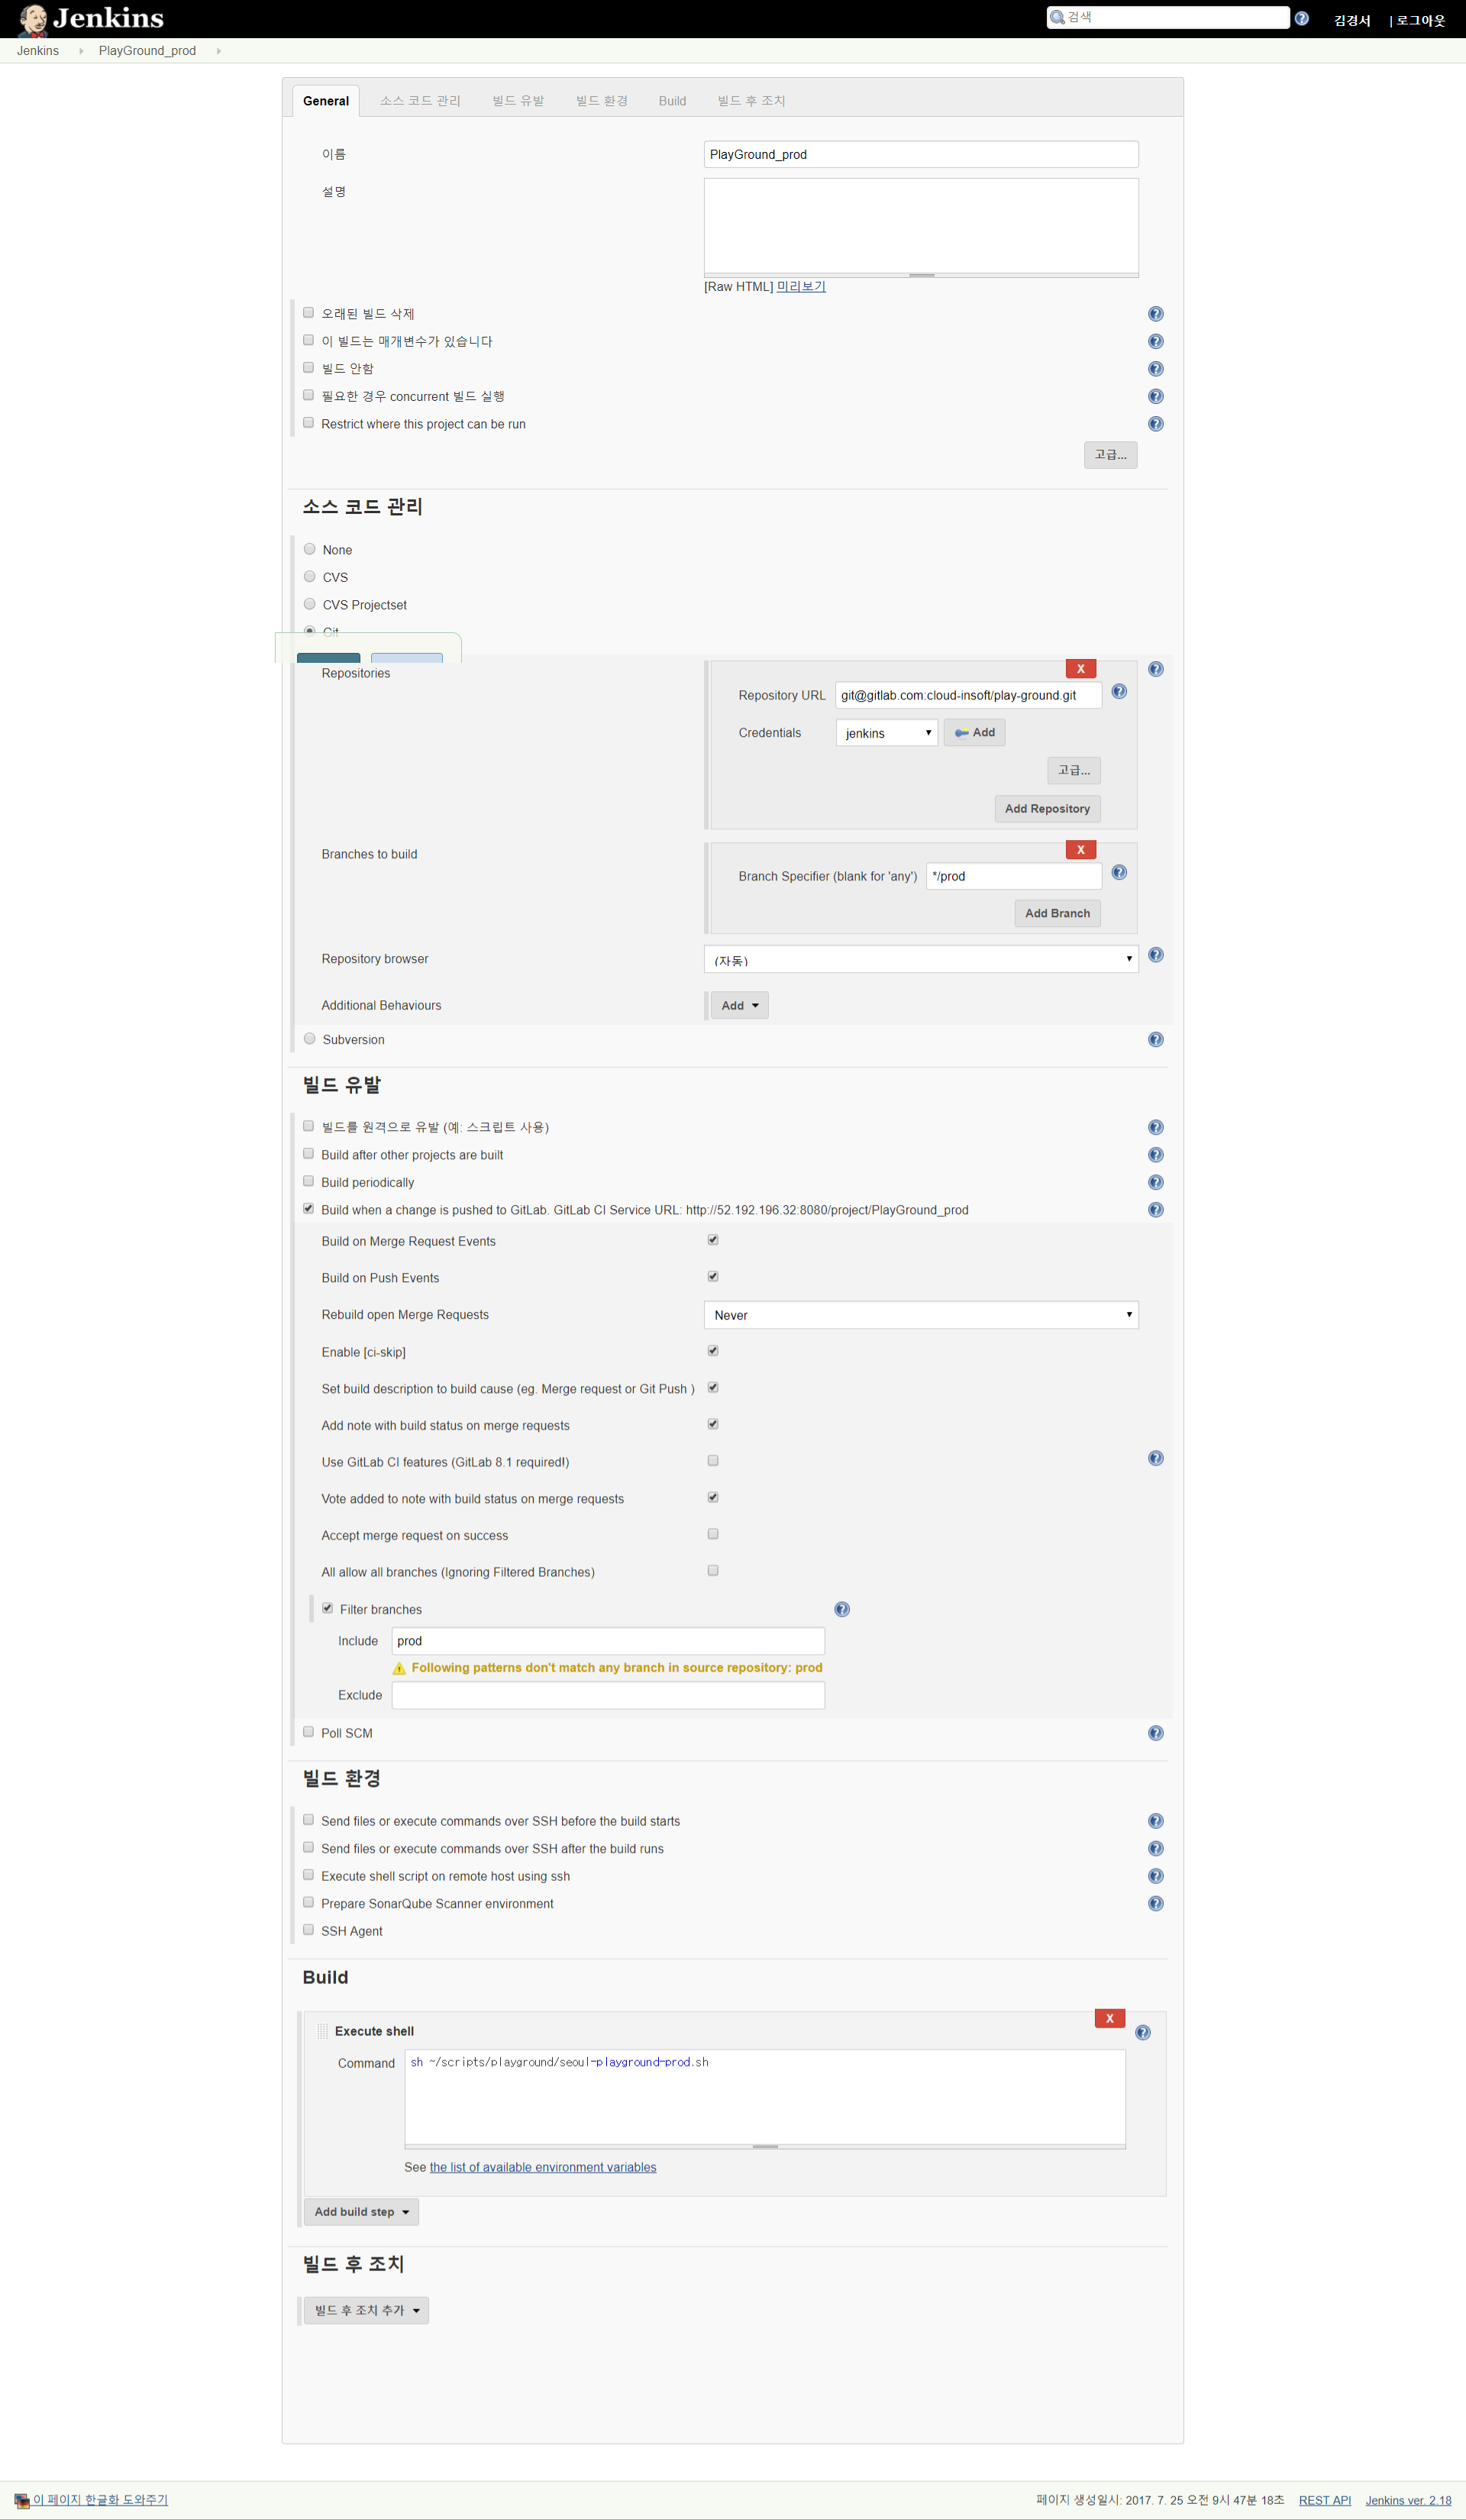 Jenkins
검색
김경서 | 로그아웃
Jenkins PlayGround_prod
General 소스 코드 관리 빌드 유발 빌드 환경 Build 빌드 후 조치
이름 PlayGround_prod
설명
[Raw HTML] 미리보기
오래된 빌드 삭제
이 빌드는 매개변수가 있습니다
빌드 안함
필요한 경우 concurrent 빌드 실행
Restrict where this project can be run
고급...
소스 코드 관리
None
CVS
CVS Projectset
Git
Repositories X
Repository URL git@gitlab.com:cloud-insoft/play-ground.git
Credentials jenkins Add
고급...
Add Repository
Branches to build X
Branch Specifier (blank for 'any') */prod
Add Branch
Repository browser (자동)
Additional Behaviours Add
Subversion
빌드 유발
빌드를 원격으로 유발 (예: 스크립트 사용)
Build after other projects are built
Build periodically
Build when a change is pushed to GitLab. GitLab CI Service URL: http://52.192.196.32:8080/project/PlayGround_prod
Build on Merge Request Events
Build on Push Events
Rebuild open Merge Requests Never
Enable [ci-skip]
Set build description to build cause (eg. Merge request or Git Push )
Add note with build status on merge requests
Use GitLab CI features (GitLab 8.1 required!)
Vote added to note with build status on merge requests
Accept merge request on success
All allow all branches (Ignoring Filtered Branches)
Filter branches
Include prod
Following patterns don't match any branch in source repository: prod
Exclude
Poll SCM
빌드 환경
Send files or execute commands over SSH before the build starts
Send files or execute commands over SSH after the build runs
Execute shell script on remote host using ssh
Prepare SonarQube Scanner environment
SSH Agent
Build
X
Execute shell
Command sh ~/scripts/playground/seoul-playground-prod.sh
See the list of available environment variables
Add build step
빌드 후 조치
빌드 후 조치 추가
이 페이지 한글화 도와주기 페이지 생성일시: 2017. 7. 25 오전 9시 47분 18초 REST API Jenkins ver. 2.18